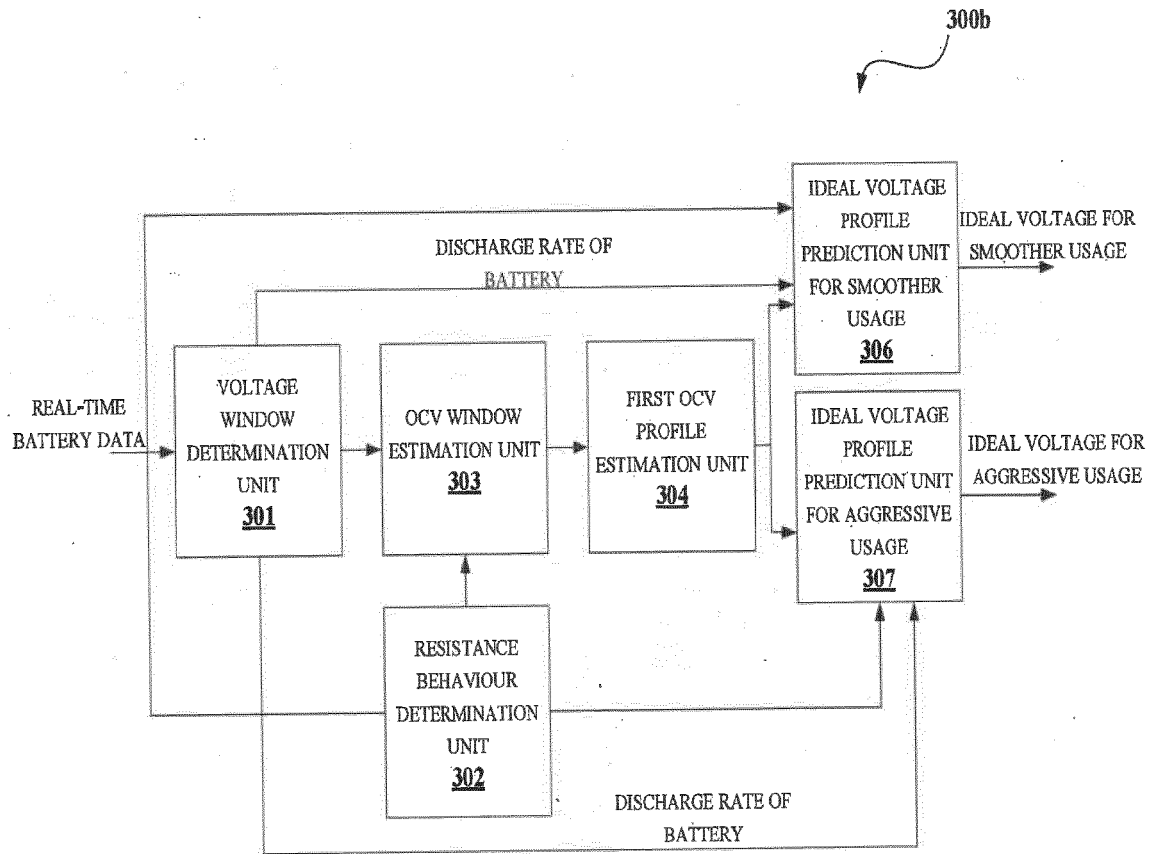 300b
IDEAL VOLTAGE
PROFILE
PREDICTION UNIT
FOR SMOOTHER
USAGE
306
IDEAL VOLTAGE FOR
SMOOTHER USAGE
DISCHARGE RATE OF
BATTERY
REAL-TIME
BATTERY DATA
VOLTAGE
WINDOW
DETERMINATION
UNIT
301
OCV WINDOW
ESTIMATION UNIT
303
FIRST OCV
PROFILE
ESTIMATION UNIT
304
IDEAL VOLTAGE
PROFILE
PREDICTION UNIT
FOR AGGRESSIVE
USAGE
307
IDEAL VOLTAGE FOR
AGGRESSIVE USAGE
RESISTANCE
BEHAVIOUR
DETERMINATION
UNIT
302
DISCHARGE RATE OF
BATTERY